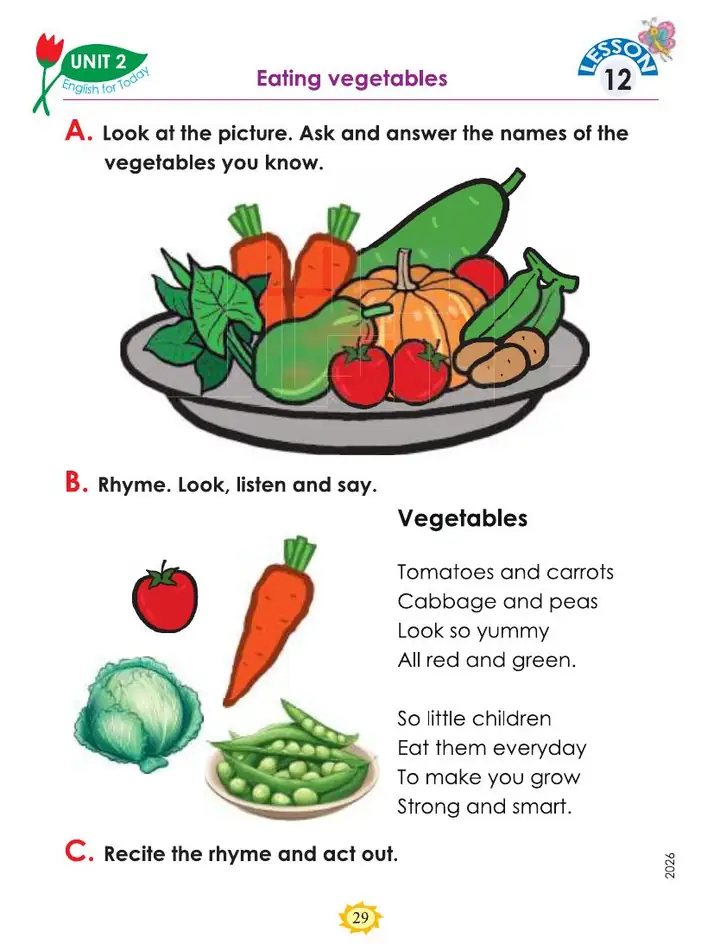 UNIT 2
English for Today
Eating vegetables
LESSON
12
A. Look at the picture. Ask and answer the names of the
vegetables you know.
B. Rhyme. Look, listen and say.
Vegetables
Tomatoes and carrots
Cabbage and peas
Look so yummy
All red and green.
So little children
Eat them everyday
To make you grow
Strong and smart.
C. Recite the rhyme and act out.
2026
29